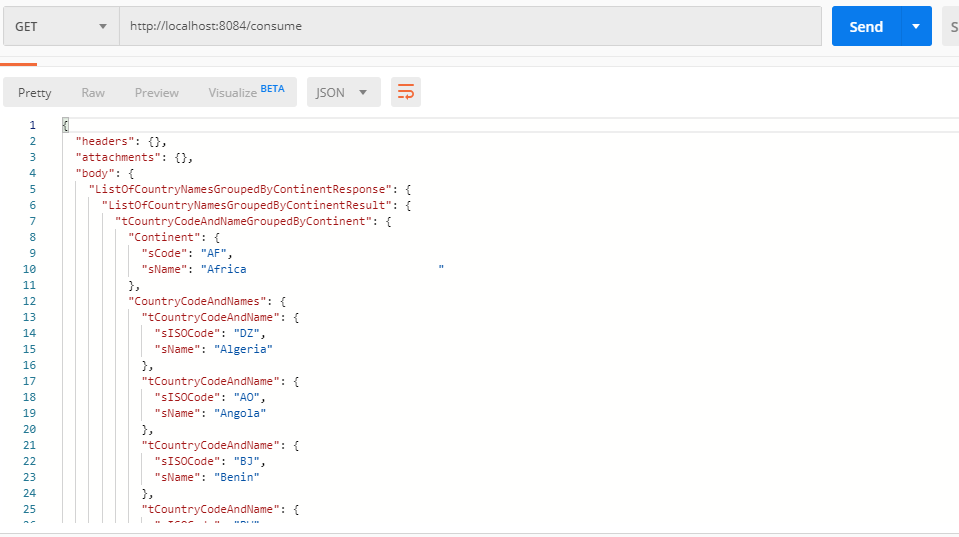 GET http://localhost:8084/consume Send S
Pretty Raw Preview Visualize BETA JSON
1 {
2 "headers": {},
3 "attachments": {},
4 "body": {
5 "ListOfCountryNamesGroupedByContinentResponse": {
6 "ListOfCountryNamesGroupedByContinentResult": {
7 "tCountryCodeAndNameGroupedByContinent": {
8 "Continent": {
9 "sCode": "AF",
10 "sName": "Africa                             "
11 },
12 "CountryCodeAndNames": {
13 "tCountryCodeAndName": {
14 "sISOCode": "DZ",
15 "sName": "Algeria"
16 },
17 "tCountryCodeAndName": {
18 "sISOCode": "AO",
19 "sName": "Angola"
20 },
21 "tCountryCodeAndName": {
22 "sISOCode": "BJ",
23 "sName": "Benin"
24 },
25 "tCountryCodeAndName": {